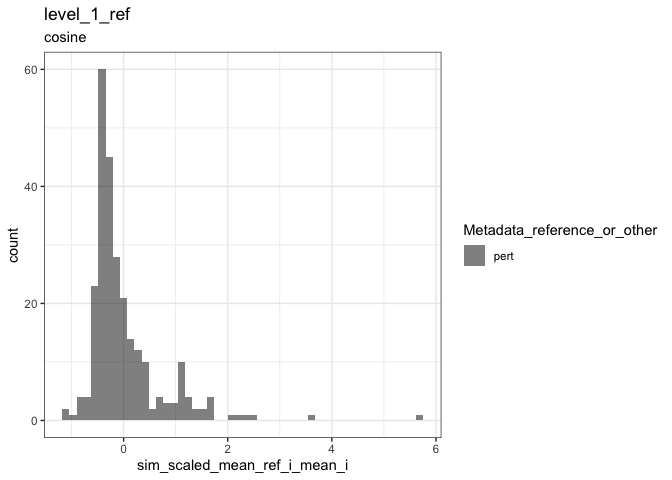 level_1_ref
cosine
60
40
20
0
count
0 2 4 6
sim_scaled_mean_ref_i_mean_i
Metadata_reference_or_other
pert